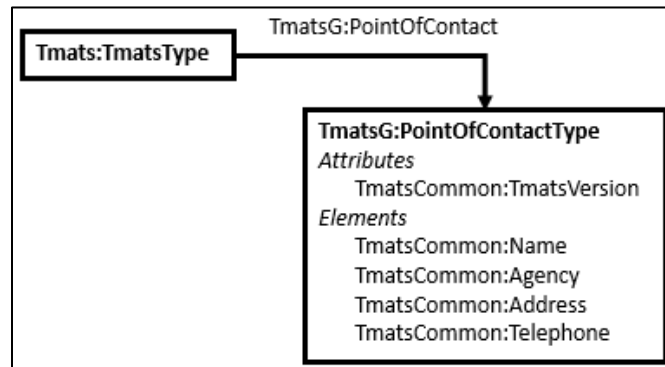 TmatsG:PointOfContact
Tmats:TmatsType
TmatsG:PointOfContactType
Attributes
TmatsCommon:TmatsVersion
Elements
TmatsCommon:Name
TmatsCommon:Agency
TmatsCommon:Address
TmatsCommon:Telephone